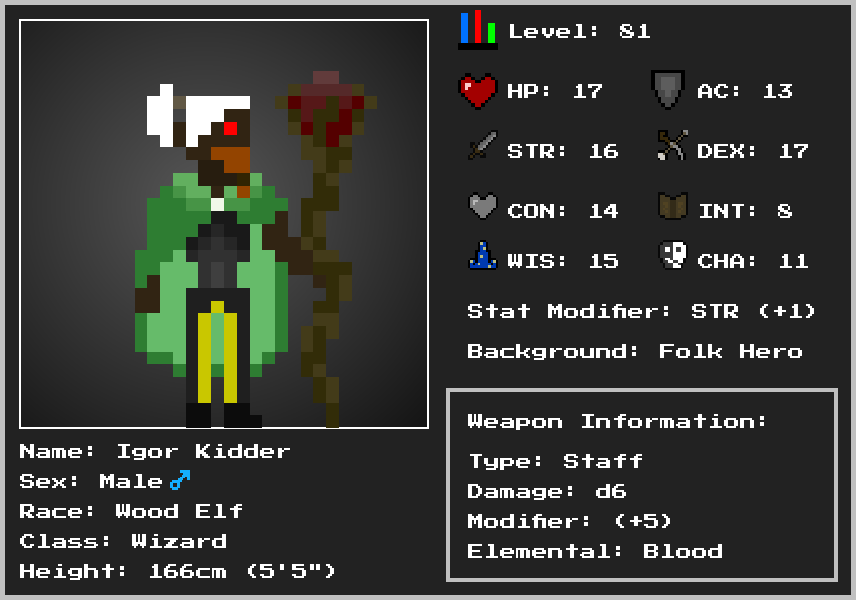 Level: 81
HP: 17
AC: 13
STR: 16
DEX: 17
CON: 14
INT: 8
WIS: 15
CHA: 11
Stat Modifier: STR (+1)
Background: Folk Hero
Weapon Information:
Type: Staff
Damage: d6
Modifier: (+5)
Elemental: Blood
Name: Igor Kidder
Sex: Male♂
Race: Wood Elf
Class: Wizard
Height: 166cm (5'5")